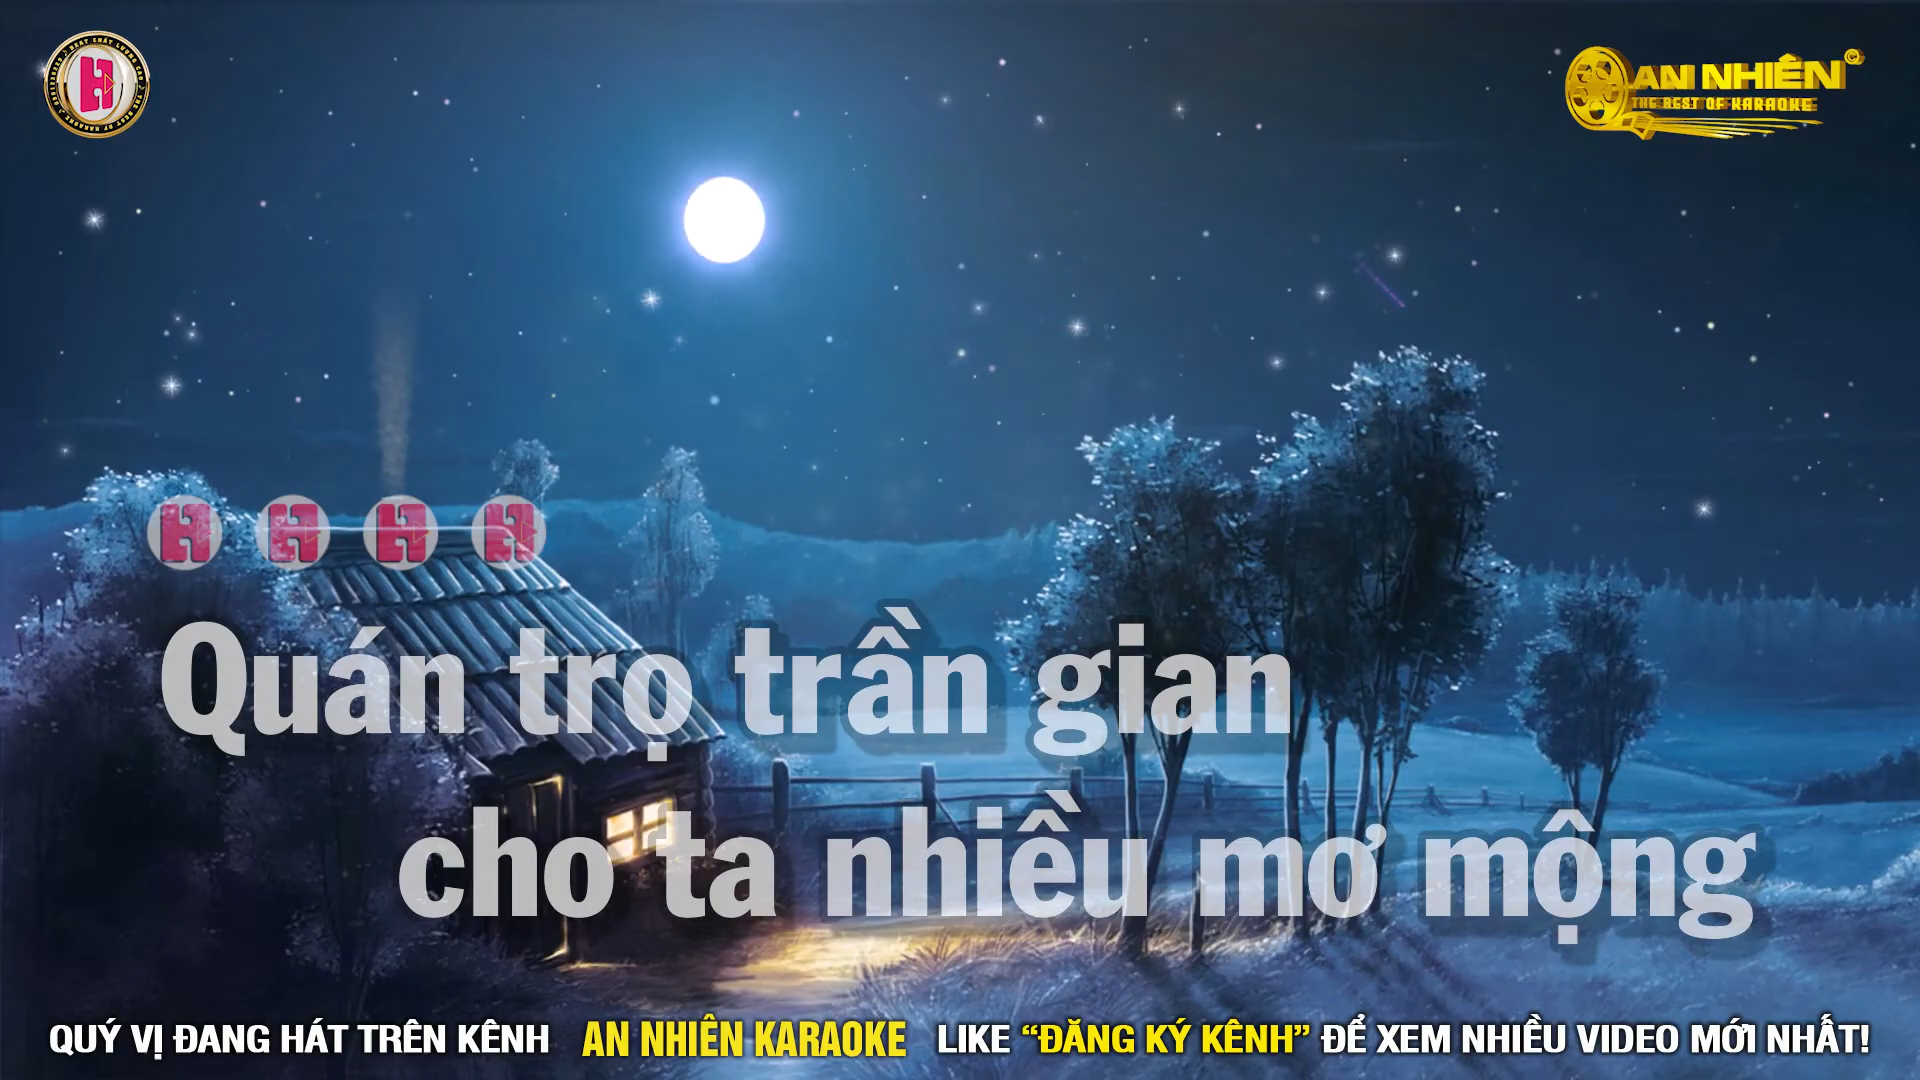 AN NHIÊN
THE BEST OF KARAOKE
Quán trọ trần gian
cho ta nhiều mơ mộng
QUÝ VỊ ĐANG HÁT TRÊN KÊNH AN NHIÊN KARAOKE LIKE “ĐĂNG KÝ KÊNH” ĐỂ XEM NHIỀU VIDEO MỚI NHẤT!